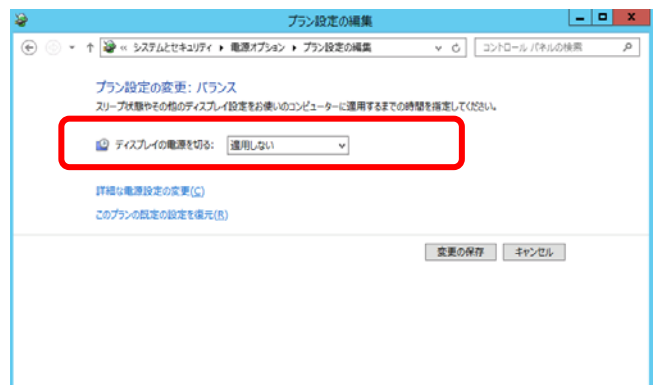 プラン設定の編集
« システムとセキュリティ ▸ 電源オプション ▸ プラン設定の編集 コントロール パネルの検索
プラン設定の変更: バランス
スリープ状態やその他のディスプレイ設定をお使いのコンピューターに適用するまでの時間を指定してください。
ディスプレイの電源を切る: 適用しない
詳細な電源設定の変更(C)
このプランの既定の設定を復元(R)
変更の保存 キャンセル